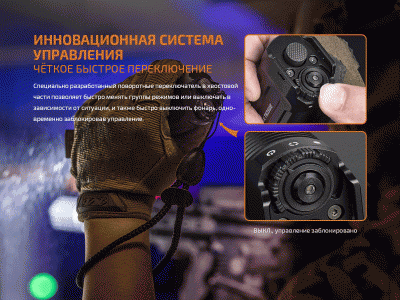 ИННОВАЦИОННАЯ СИСТЕМА
УПРАВЛЕНИЯ
ЧЁТКОЕ БЫСТРОЕ ПЕРЕКЛЮЧЕНИЕ
Специально разработанный поворотные переключатель в хвостовой
части позволяет быстро менять группы режимов или выключать в
зависимости от ситуации, и также быстро выключить фонарь, одно-
временно заблокировав управление.
ВЫКЛ., управление заблокировано